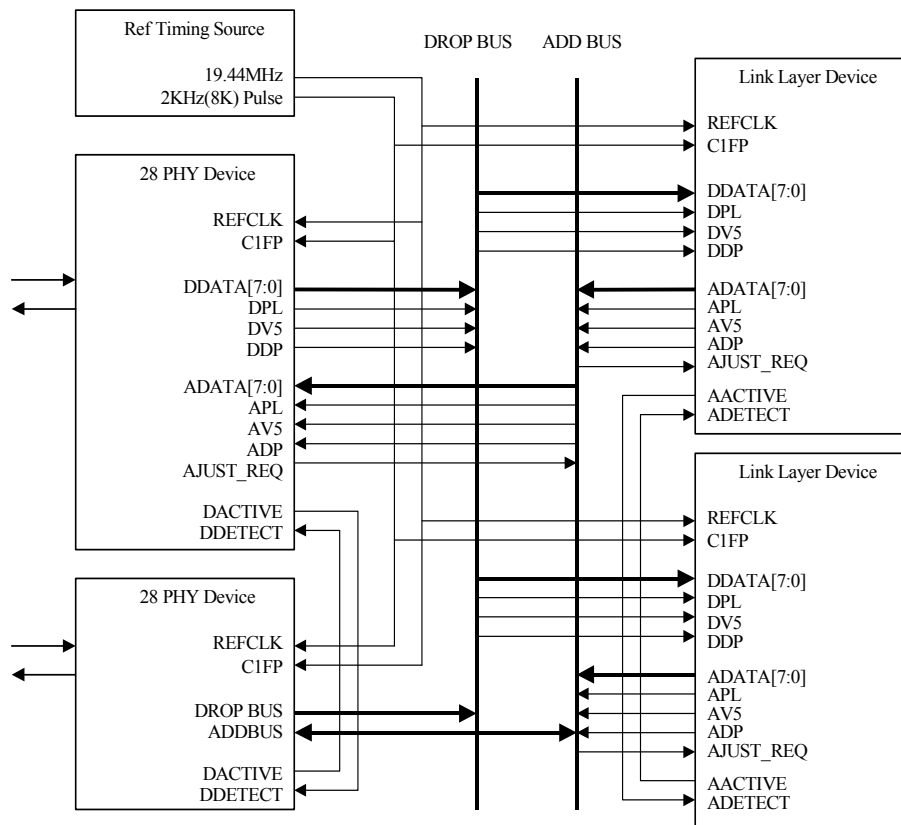 Ref Timing Source
19.44MHz
2KHz(8K) Pulse
DROP BUS
ADD BUS
28 PHY Device
REFCLK
C1FP
DDATA[7:0]
DPL
DV5
DDP
ADATA[7:0]
APL
AV5
ADP
AJUST_REQ
DACTIVE
DDETECT
28 PHY Device
REFCLK
C1FP
DROP BUS
ADDBUS
DACTIVE
DDETECT
Link Layer Device
REFCLK
C1FP
DDATA[7:0]
DPL
DV5
DDP
ADATA[7:0]
APL
AV5
ADP
AJUST_REQ
AACTIVE
ADETECT
Link Layer Device
REFCLK
C1FP
DDATA[7:0]
DPL
DV5
DDP
ADATA[7:0]
APL
AV5
ADP
AJUST_REQ
AACTIVE
ADETECT